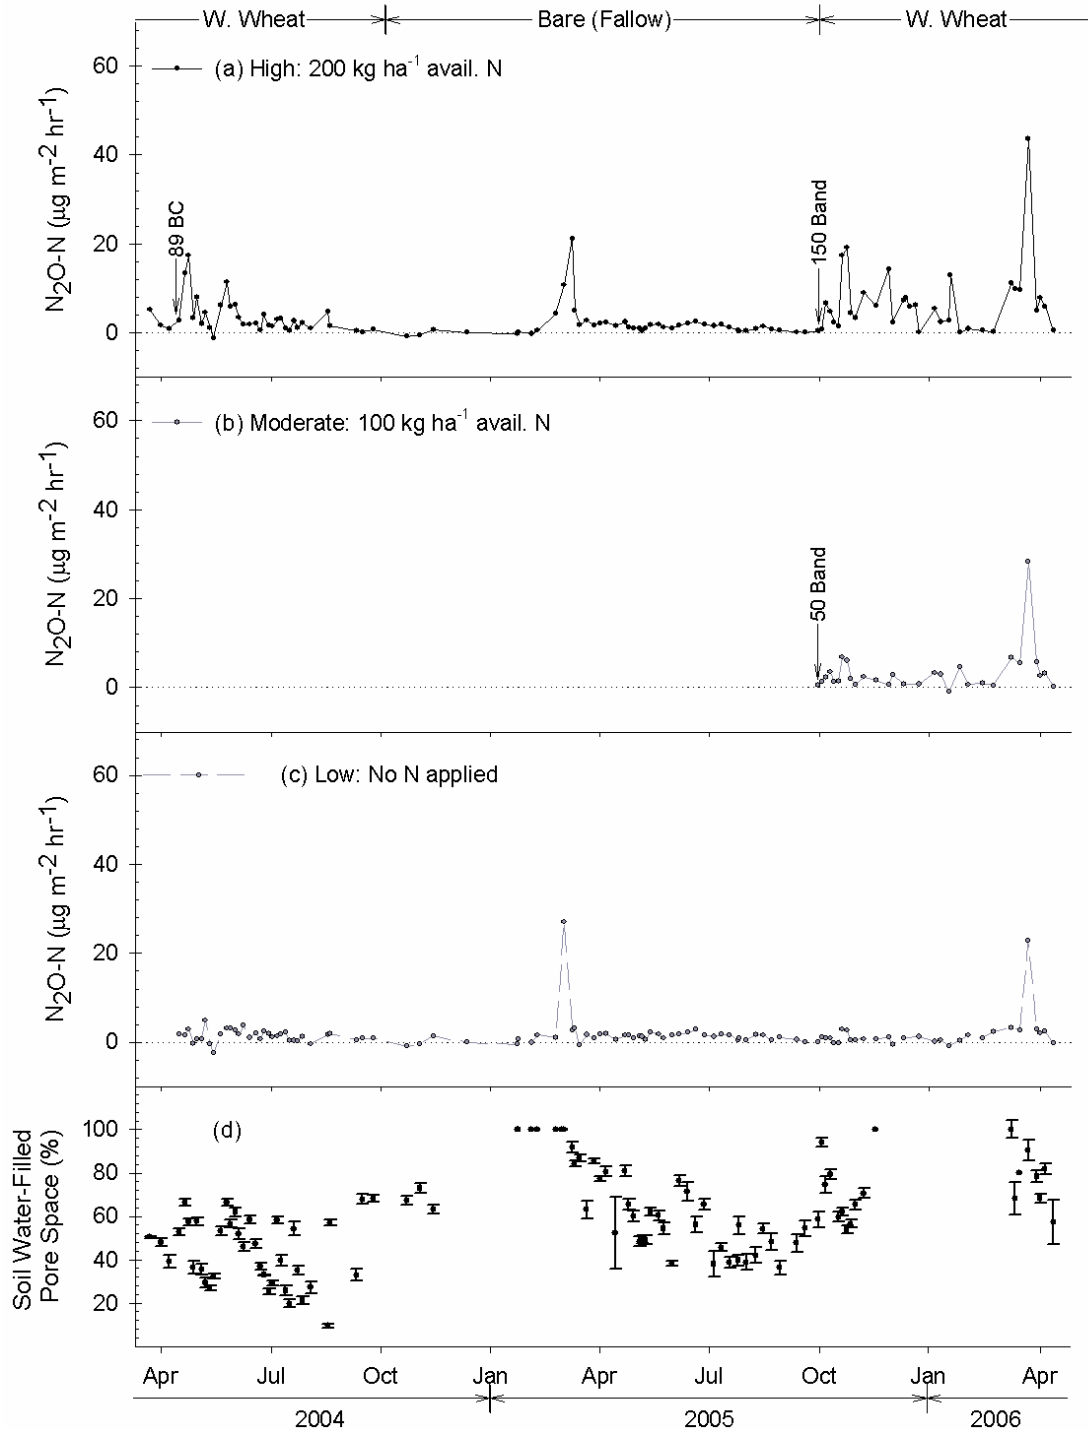 W. Wheat Bare (Fallow) W. Wheat
(a) High: 200 kg ha-1 avail. N
N2O-N (µg m-2 hr-1)
60
40
20
0
89 BC
150 Band
(b) Moderate: 100 kg ha-1 avail. N
N2O-N (µg m-2 hr-1)
60
40
20
0
50 Band
(c) Low: No N applied
N2O-N (µg m-2 hr-1)
60
40
20
0
(d)
Soil Water-Filled
Pore Space (%)
100
80
60
40
20
Apr Jul Oct Jan Apr Jul Oct Jan Apr
2004 2005 2006